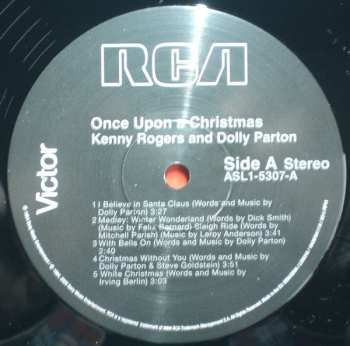 RCA
Once Upon a Christmas
Kenny Rogers and Dolly Parton
Victor
Side A Stereo
ASL1-5307-A
1 I Believe in Santa Claus (Words and Music by
Dolly Parton) 3:27
2 Medley: Winter Wonderland (Words by Dick Smith)
(Music by Felix Bernard) Sleigh Ride (Words by
Mitchell Parish) (Music by Leroy Anderson) 3:41
3 With Bells On (Words and Music by Dolly Parton)
2:40
4 Christmas Without You (Words and Music by
Dolly Parton & Steve Goldstein) 3:51
5 White Christmas (Words and Music by
Irving Berlin) 3:03